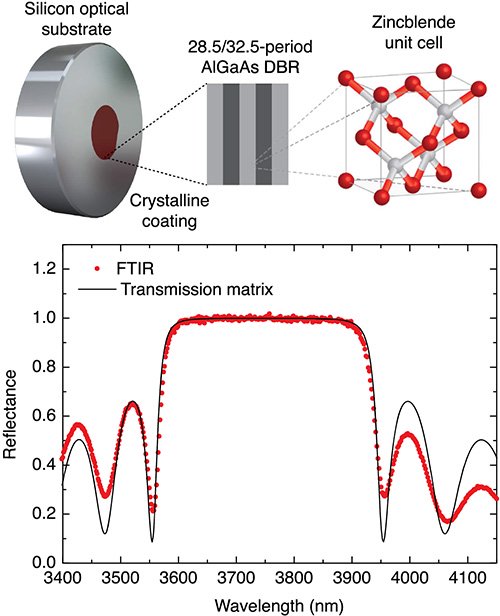 Silicon optical
substrate
28.5/32.5-period
AlGaAs DBR
Zincblende
unit cell
Crystalline
coating
FTIR
Transmission matrix
Reflectance
1.2
1.0
0.8
0.6
0.4
0.2
0.0
3400 3500 3600 3700 3800 3900 4000 4100
Wavelength (nm)